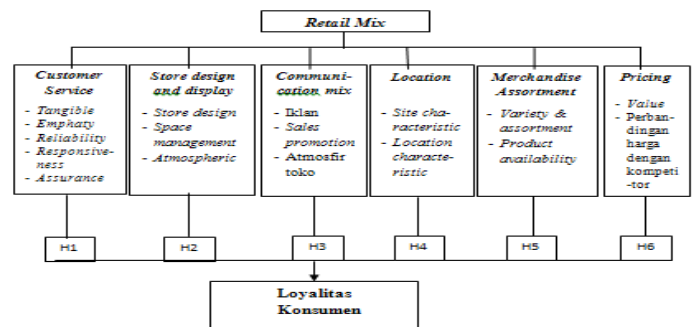 Retail Mix
Customer
Service
- Tangible
- Emphaty
- Reliability
- Responsive-
ness
- Assurance
Store design
and display
- Store design
- Space
management
- Atmospheric
Communi-
cation mix
- Iklan
- Sales
promotion
- Atmosfir
toko
Location
- Site cha-
racteristic
- Location
characte-
ristic
Merchandise
Assortment
- Variety &
assortment
- Product
availability
Pricing
- Value
- Perban-
dingan
harga
dengan
kompeti
-tor
H1
H2
H3
H4
H5
H6
Loyalitas
Konsumen